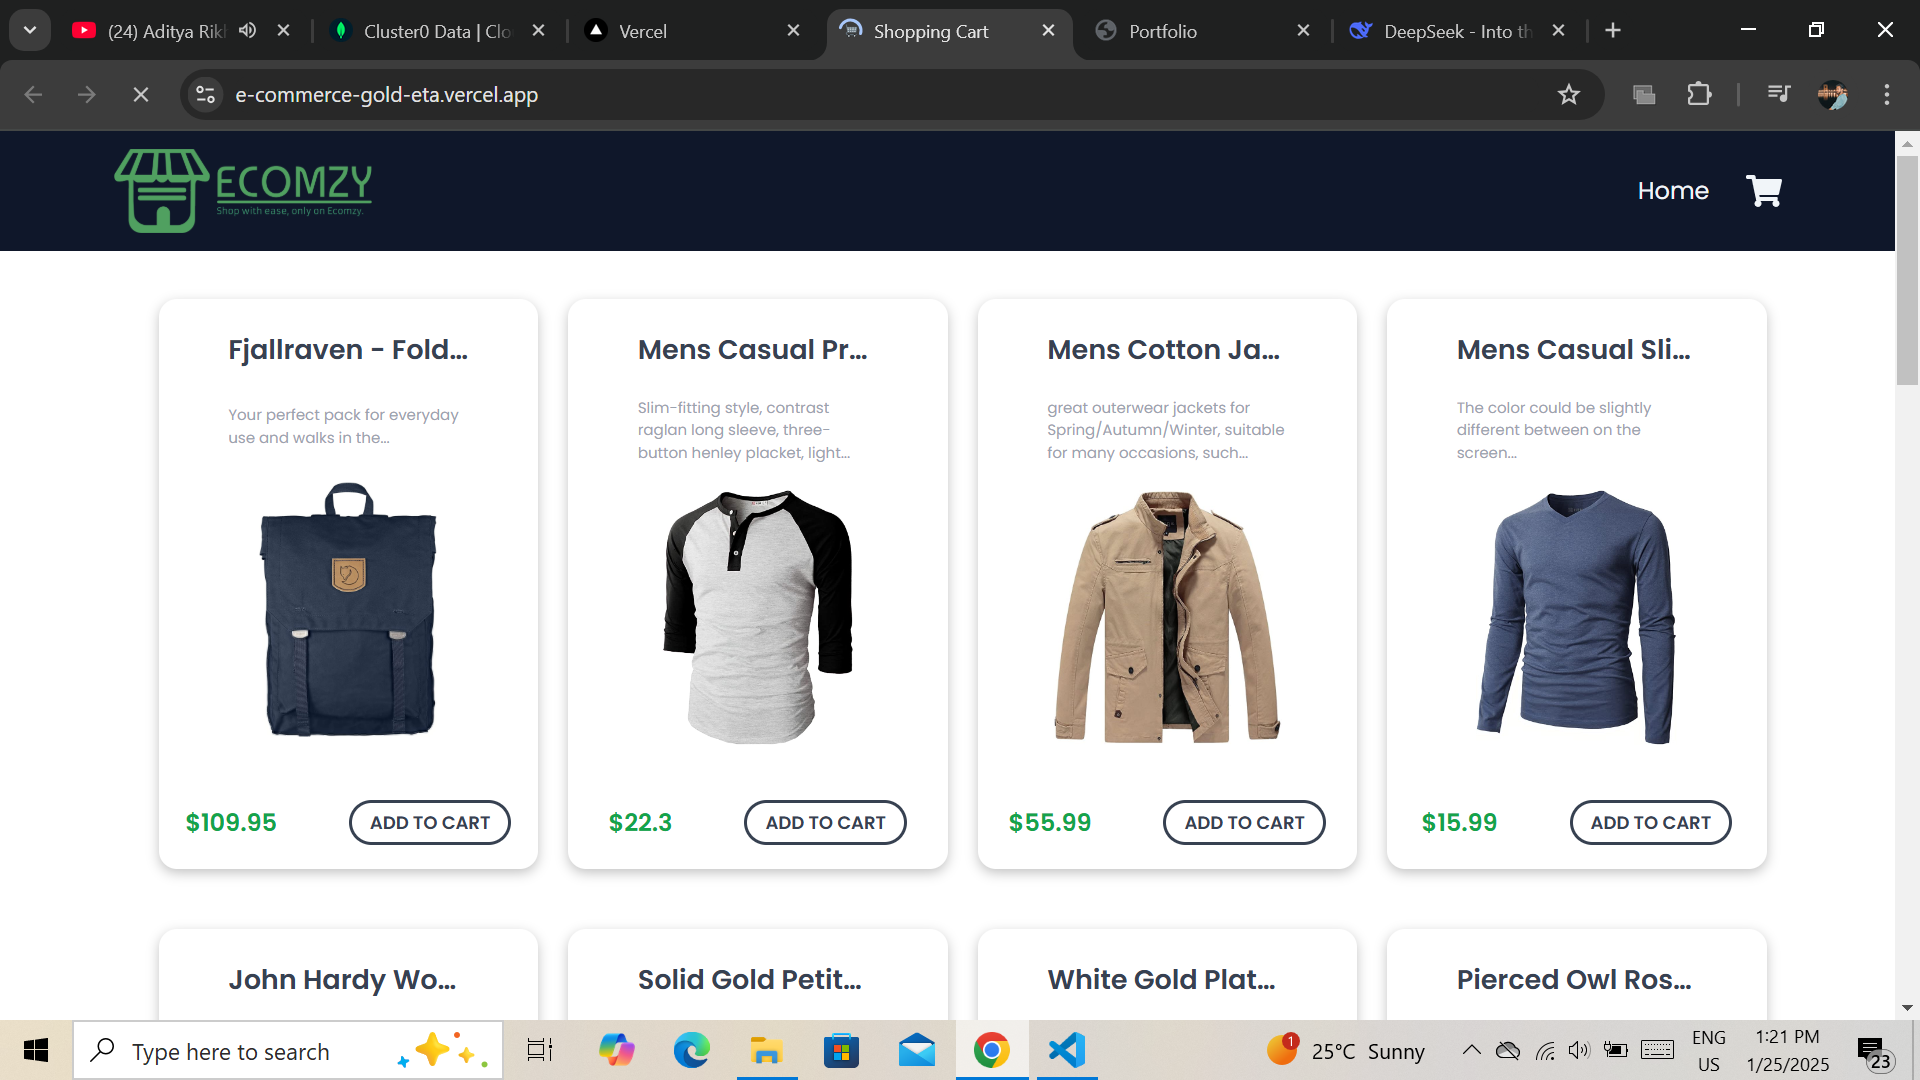 (24) Aditya Rikh
Cluster0 Data | Clo
Vercel
Shopping Cart
Portfolio
DeepSeek - Into th
e-commerce-gold-eta.vercel.app
ECOMZY
Shop with ease, only on Ecomzy.
Home
Fjallraven - Fold...
Your perfect pack for everyday
use and walks in the...
$109.95
ADD TO CART
Mens Casual Pr...
Slim-fitting style, contrast
raglan long sleeve, three-
button henley placket, light...
$22.3
ADD TO CART
Mens Cotton Ja...
great outerwear jackets for
Spring/Autumn/Winter, suitable
for many occasions, such...
$55.99
ADD TO CART
Mens Casual Sli...
The color could be slightly
different between on the
screen...
$15.99
ADD TO CART
John Hardy Wo...
Solid Gold Petit...
White Gold Plat...
Pierced Owl Ros...
Type here to search
1
25°C Sunny
ENG
US
1:21 PM
1/25/2025
23